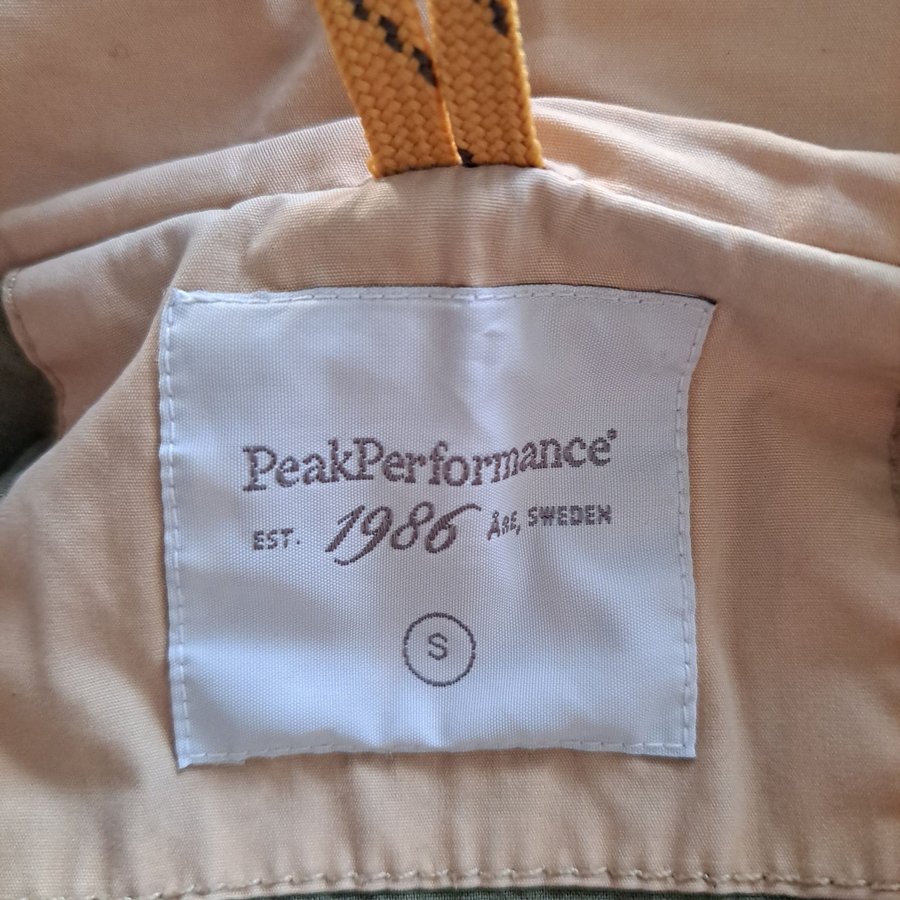 PeakPerformance®
EST. 1986 ÅRE, SWEDEN
S